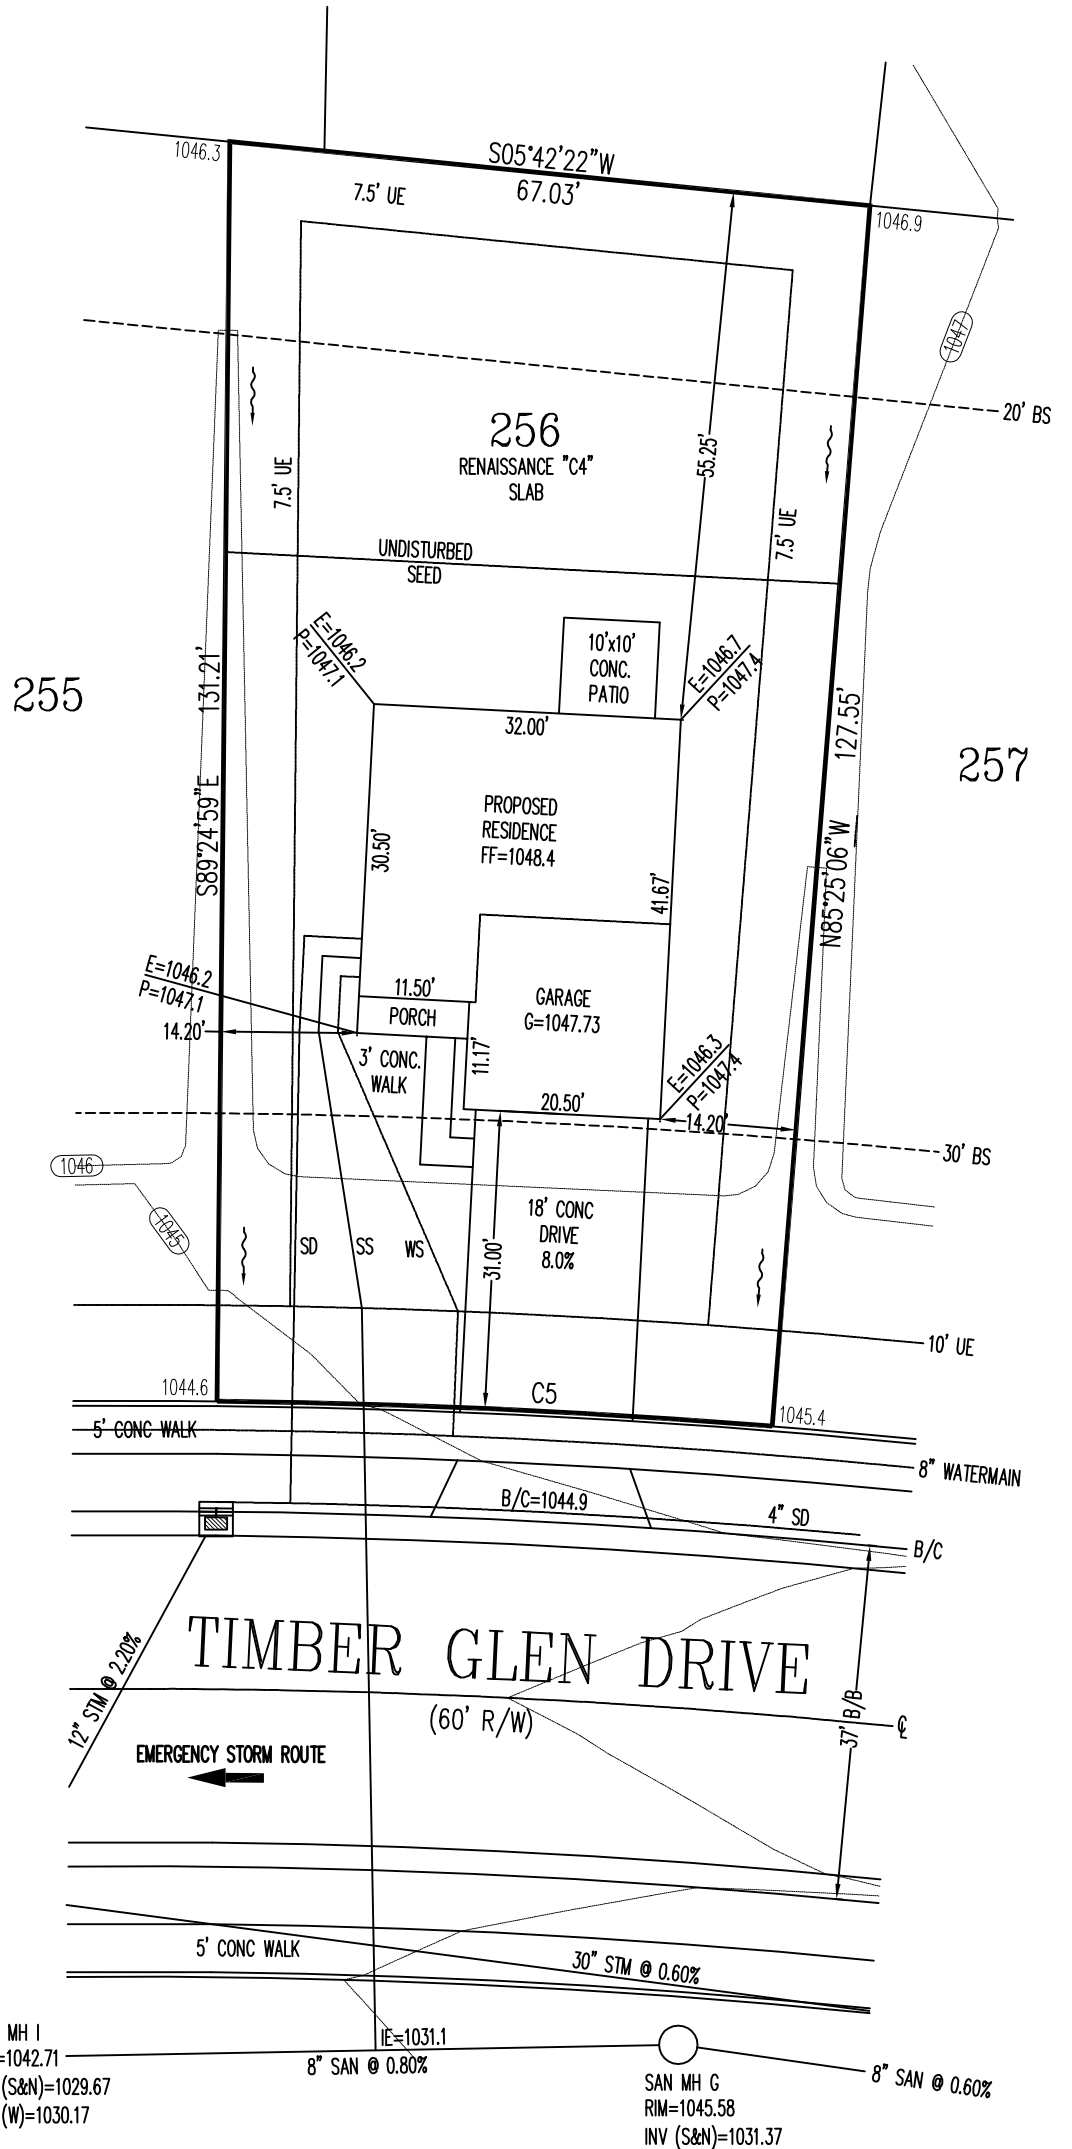 1046.3
S05°42'22"W
67.03'
7.5' UE
1046.9
1047
20' BS
256
RENAISSANCE "C4"
SLAB
55.25'
7.5' UE
7.5' UE
UNDISTURBED
SEED
E=1046.2
P=1047.1
10'x10'
CONC.
PATIO
E=1046.7
P=1047.4
255
131.21'
S89°24'59"E
32.00'
127.55'
N85°25'06"W
257
PROPOSED
RESIDENCE
FF=1048.4
30.50'
41.67'
E=1046.2
P=1047.1
14.20'
11.50'
PORCH
GARAGE
G=1047.73
3' CONC.
WALK
11.17'
E=1046.3
P=1047.4
20.50'
14.20'
30' BS
1046
1045
18' CONC
DRIVE
8.0%
SD
SS
WS
31.00'
10' UE
1044.6
C5
1045.4
5' CONC WALK
8" WATERMAIN
B/C=1044.9
4" SD
B/C
TIMBER GLEN DRIVE
(60' R/W)
12" STM @ 2.20%
37' B/B
EMERGENCY STORM ROUTE
5' CONC WALK
30" STM @ 0.60%
MH I
=1042.71
(S&N)=1029.67
(W)=1030.17
IE=1031.1
8" SAN @ 0.80%
SAN MH G
RIM=1045.58
INV (S&N)=1031.37
8" SAN @ 0.60%